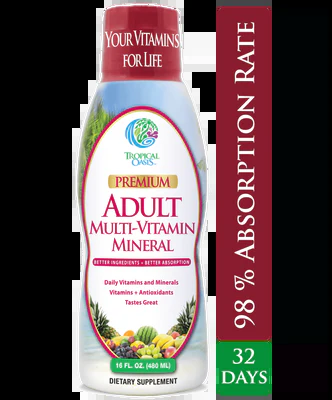 YOUR VITAMINS
FOR LIFE
TROPICAL
OASIS
PREMIUM
ADULT
MULTI-VITAMIN
MINERAL
BETTER INGREDIENTS = BETTER ABSORPTION
Daily Vitamins and Minerals
Vitamins + Antioxidants
Tastes Great
16 FL. OZ. (480 ML)
DIETARY SUPPLEMENT
98 % ABSORPTION RATE
32
DAYS